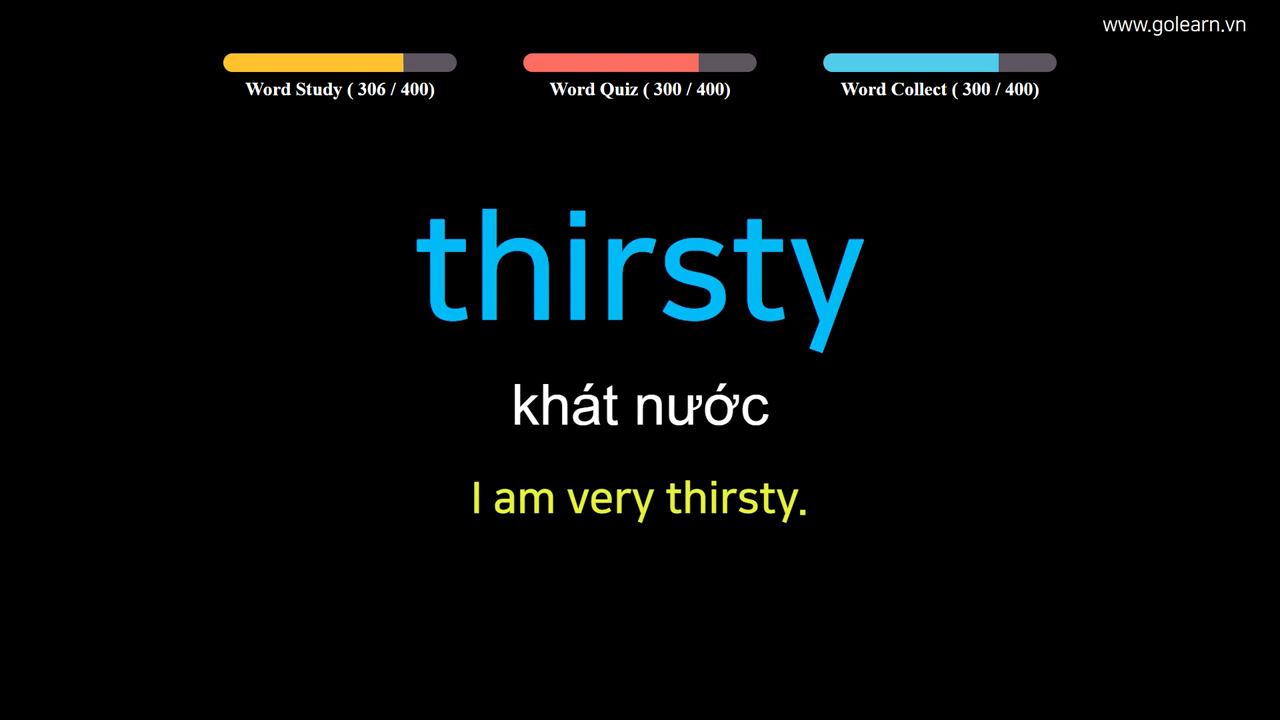 www.golearn.vn
Word Study ( 306 / 400)
Word Quiz ( 300 / 400)
Word Collect ( 300 / 400)
thirsty
khát nước
I am very thirsty.